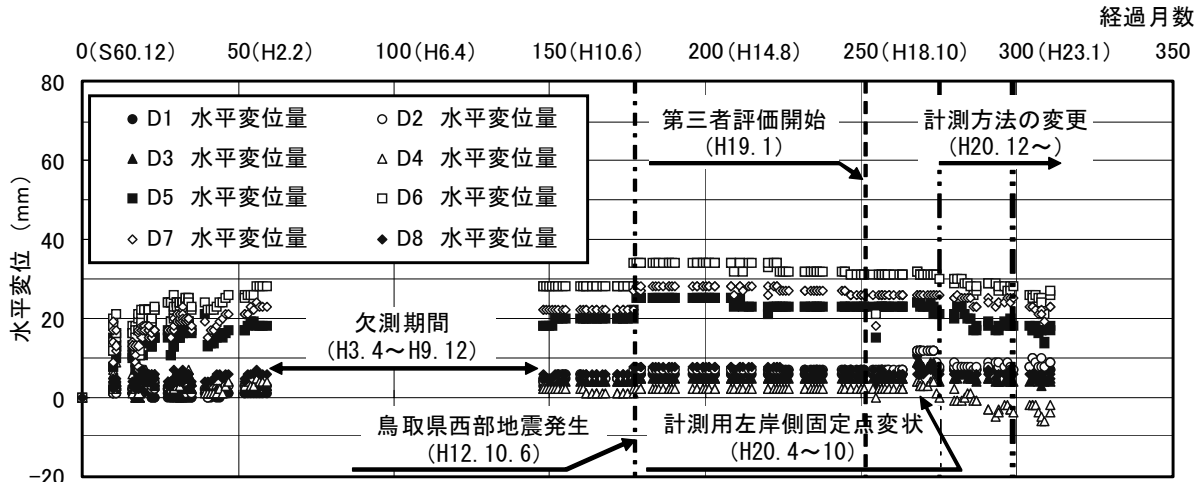 経過月数
0(S60.12) 50(H2.2) 100(H6.4) 150(H10.6) 200(H14.8) 250(H18.10) 300(H23.1) 350
80
60
40
20
0
-20
水平変位 (mm)
D1 水平変位量 D2 水平変位量
D3 水平変位量 D4 水平変位量
D5 水平変位量 D6 水平変位量
D7 水平変位量 D8 水平変位量
第三者評価開始
(H19.1)
計測方法の変更
(H20.12～)
欠測期間
(H3.4～H9.12)
鳥取県西部地震発生
(H12.10.6)
計測用左岸側固定点変状
(H20.4～10)